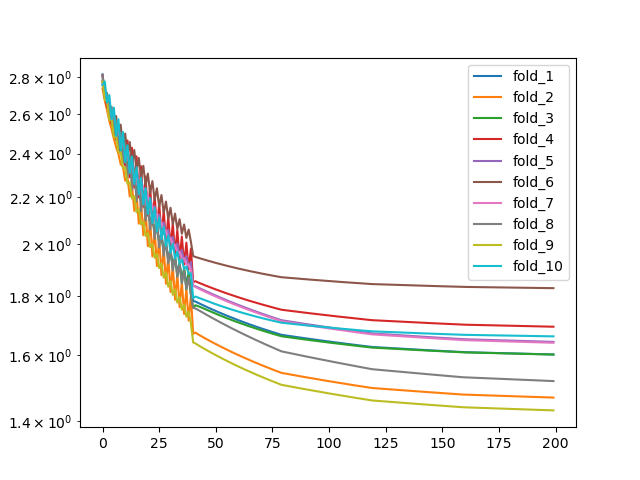 2.8 × 10⁰
2.6 × 10⁰
2.4 × 10⁰
2.2 × 10⁰
2 × 10⁰
1.8 × 10⁰
1.6 × 10⁰
1.4 × 10⁰
0 25 50 75 100 125 150 175 200
fold_1
fold_2
fold_3
fold_4
fold_5
fold_6
fold_7
fold_8
fold_9
fold_10